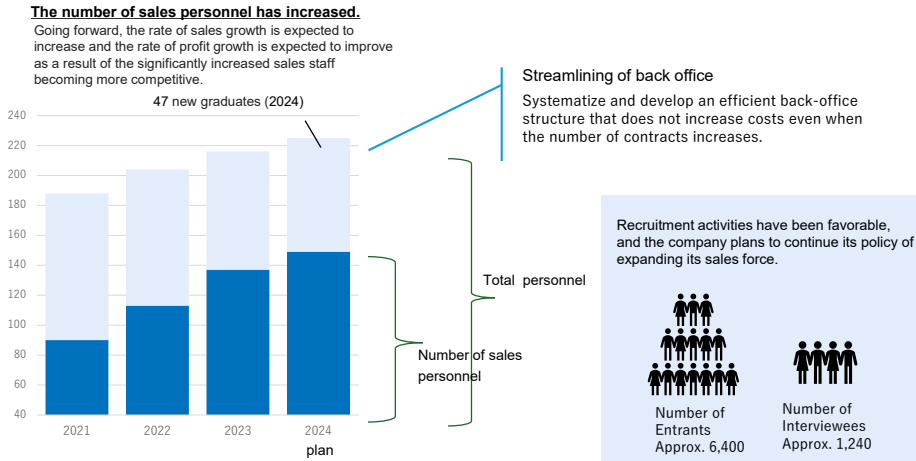 The number of sales personnel has increased.
Going forward, the rate of sales growth is expected to
increase and the rate of profit growth is expected to improve
as a result of the significantly increased sales staff
becoming more competitive.
47 new graduates (2024)
240
220
200
180
160
140
120
100
80
60
40
2021
2022
2023
2024
plan
Streamlining of back office
Systematize and develop an efficient back-office
structure that does not increase costs even when
the number of contracts increases.
Total personnel
Number of sales
personnel
Recruitment activities have been favorable,
and the company plans to continue its policy of
expanding its sales force.
Number of
Entrants
Approx. 6,400
Number of
Interviewees
Approx. 1,240